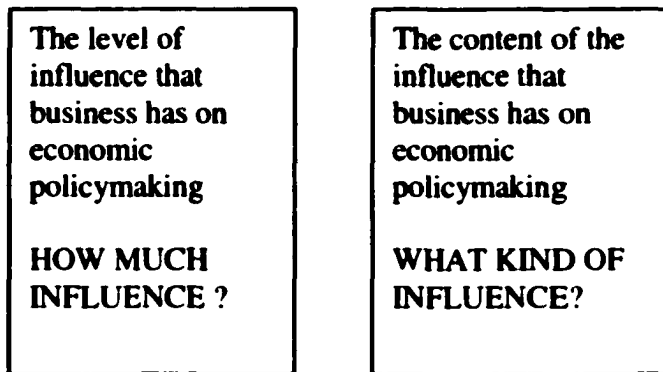 The level of
influence that
business has on
economic
policymaking
HOW MUCH
INFLUENCE ?
The content of the
influence that
business has on
economic
policymaking
WHAT KIND OF
INFLUENCE?